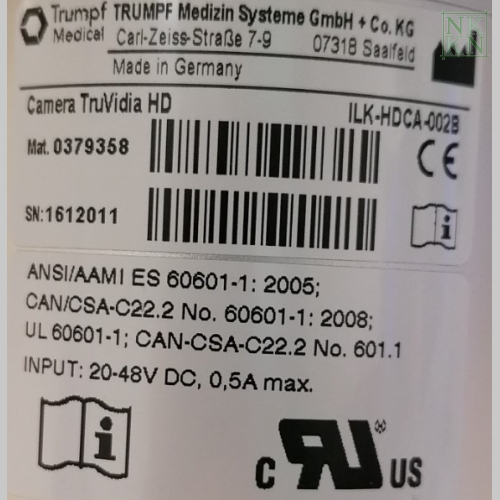 Trumpf TRUMPF Medizin Systeme GmbH + Co. KG
Medical Carl-Zeiss-Straße 7-9 07318 Saalfeld
Made in Germany
Camera TruVidia HD ILK-HDCA-002B
Mat. 0379358
CE
SN:1612011
i
ANSI/AAMI ES 60601-1: 2005;
CAN/CSA-C22.2 No. 60601-1: 2008;
UL 60601-1; CAN-CSA-C22.2 No. 601.1
INPUT: 20-48V DC, 0,5A max.
i
c RU ® US